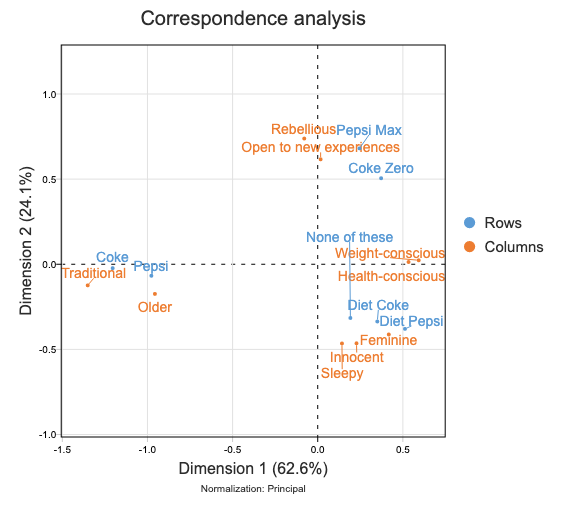 Correspondence analysis
1.0
Rebellious Pepsi Max
Open to new experiences
Coke Zero
0.5
None of these
Weight-conscious
Coke
Pepsi
0.0
Traditional
Health-conscious
Older
Diet Coke
Diet Pepsi
Feminine
-0.5
Innocent
Sleepy
-1.0
-1.5 -1.0 -0.5 0.0 0.5
Dimension 2 (24.1%)
Dimension 1 (62.6%)
Normalization: Principal
Rows
Columns